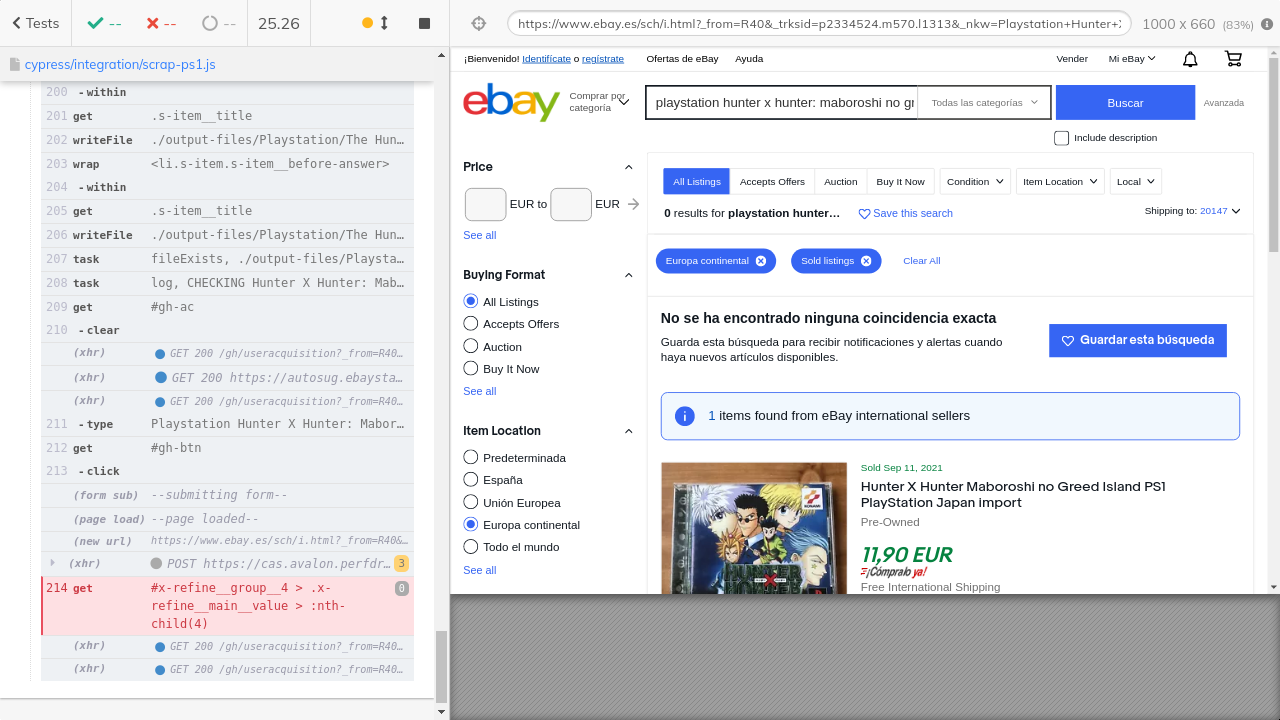 Tests
--
--
--
25.26
https://www.ebay.es/sch/i.html?_from=R40&_trksid=p2334524.m570.l1313&_nkw=Playstation+Hunter+
1000 x 660 (83%)
cypress/integration/scrap-ps1.js
200 -within
201 get .s-item__title
202 writeFile ./output-files/Playstation/The Hun…
203 wrap <li.s-item.s-item__before-answer>
204 -within
205 get .s-item__title
206 writeFile ./output-files/Playstation/The Hun…
207 task fileExists, ./output-files/Playsta…
208 task log, CHECKING Hunter X Hunter: Mab…
209 get #gh-ac
210 -clear
(xhr) GET 200 /gh/useracquisition?_from=R40…
(xhr) GET 200 https://autosug.ebaysta…
(xhr) GET 200 /gh/useracquisition?_from=R40…
211 -type Playstation Hunter X Hunter: Mabor…
212 get #gh-btn
213 -click
(form sub) --submitting form--
(page load) --page loaded--
(new url) https://www.ebay.es/sch/i.html?_from=R40&…
(xhr) POST https://cas.avalon.perfdr… 3
214 get #x-refine__group__4 > .x- 0
refine__main__value > :nth-
child(4)
(xhr) GET 200 /gh/useracquisition?_from=R40…
(xhr) GET 200 /gh/useracquisition?_from=R40…
¡Bienvenido! Identifícate o regístrate
Ofertas de eBay
Ayuda
Vender
Mi eBay
ebay
Comprar por
categoría
playstation hunter x hunter: maboroshi no gr
Todas las categorías
Buscar
Avanzada
Include description
Price
EUR to
EUR
See all
Buying Format
All Listings
Accepts Offers
Auction
Buy It Now
See all
Item Location
Predeterminada
España
Unión Europea
Europa continental
Todo el mundo
See all
All Listings
Accepts Offers
Auction
Buy It Now
Condition
Item Location
Local
0 results for playstation hunter…
Save this search
Shipping to: 20147
Europa continental
Sold listings
Clear All
No se ha encontrado ninguna coincidencia exacta
Guarda esta búsqueda para recibir notificaciones y alertas cuando
haya nuevos artículos disponibles.
Guardar esta búsqueda
1 items found from eBay international sellers
KONAMI
Sold Sep 11, 2021
Hunter X Hunter Maboroshi no Greed Island PS1
PlayStation Japan import
Pre-Owned
11,90 EUR
¡Cómpralo ya!
Free International Shipping